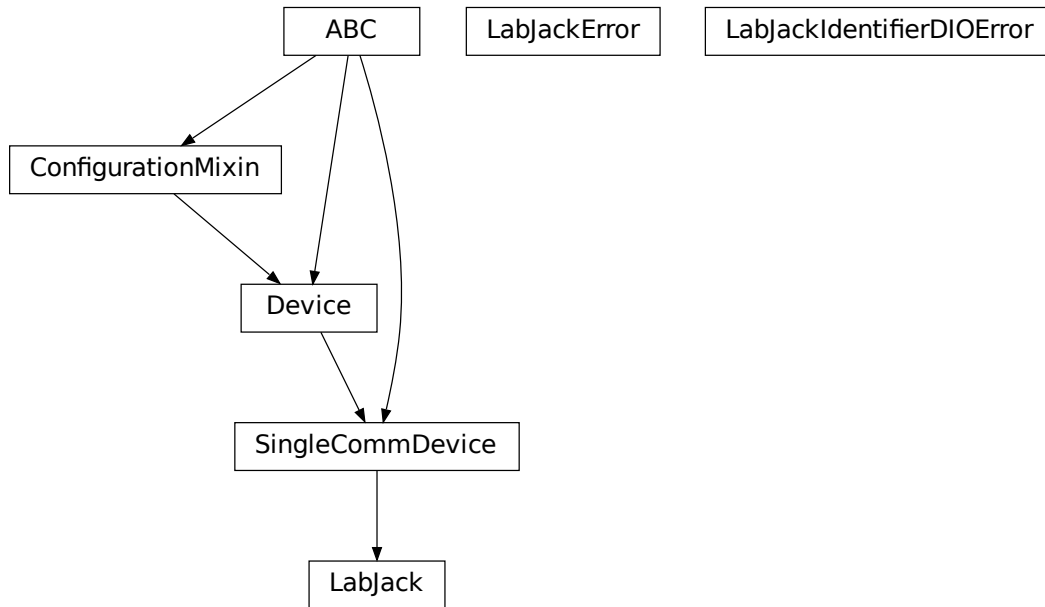 ABC
LabJackError
LabJackIdentifierDIOError
ConfigurationMixin
Device
SingleCommDevice
LabJack